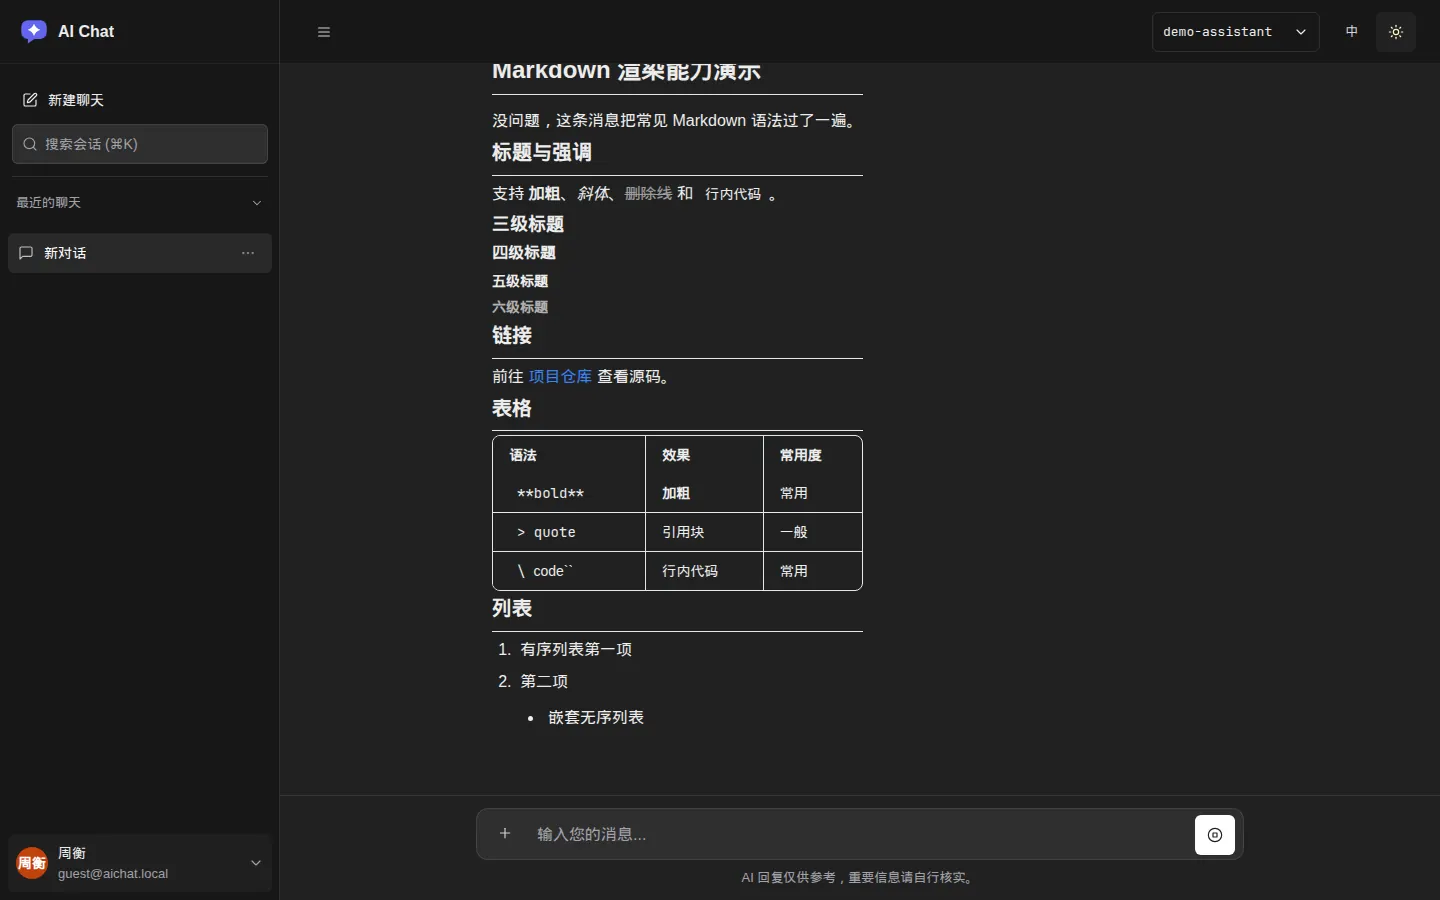 AI Chat
新建聊天
搜索会话 (⌘K)
最近的聊天
新对话
周衡
周衡
guest@aichat.local
demo-assistant
中
Markdown 渲染能力演示
没问题，这条消息把常见 Markdown 语法过了一遍。
标题与强调
支持 加粗、斜体、删除线 和 行内代码 。
三级标题
四级标题
五级标题
六级标题
链接
前往 项目仓库 查看源码。
表格
语法 效果 常用度
**bold** 加粗 常用
> quote 引用块 一般
\ code`` 行内代码 常用
列表
1. 有序列表第一项
2. 第二项
• 嵌套无序列表
输入您的消息...
AI 回复仅供参考，重要信息请自行核实。